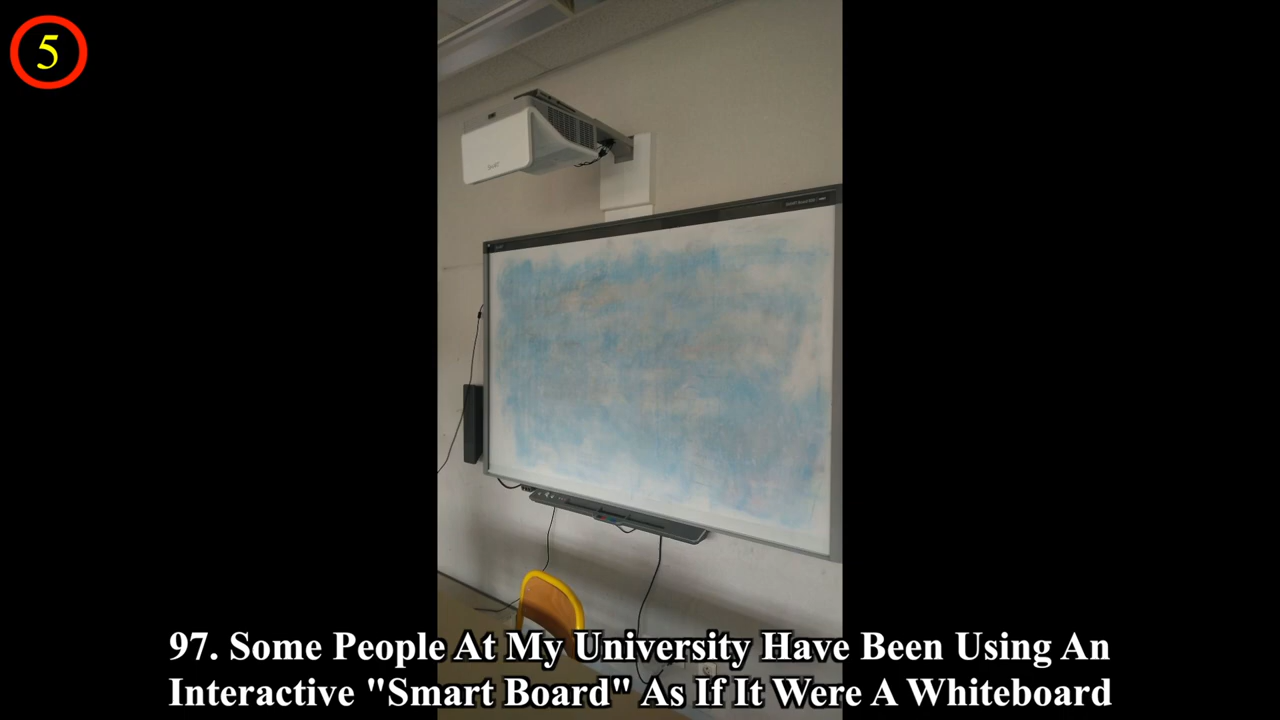 5
97. Some People At My University Have Been Using An
Interactive "Smart Board" As If It Were A Whiteboard